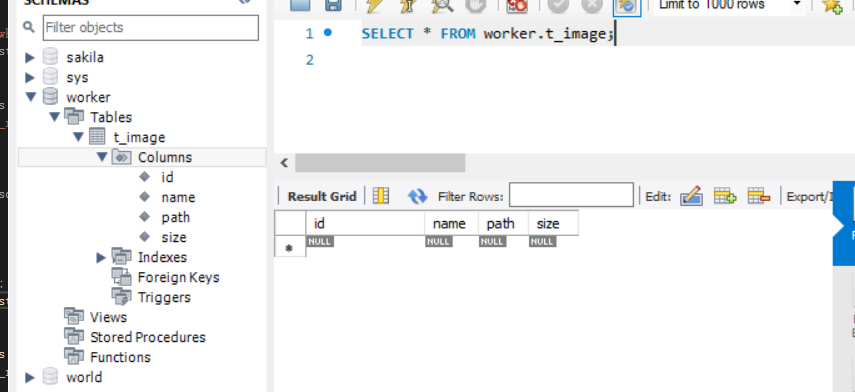 SCHEMAS
Filter objects
sakila
sys
worker
Tables
t_image
Columns
id
name
path
size
Indexes
Foreign Keys
Triggers
Views
Stored Procedures
Functions
world
Limit to 1000 rows
1 SELECT * FROM worker.t_image;
2
Result Grid Filter Rows: Edit: Export/I
id name path size
NULL NULL NULL NULL